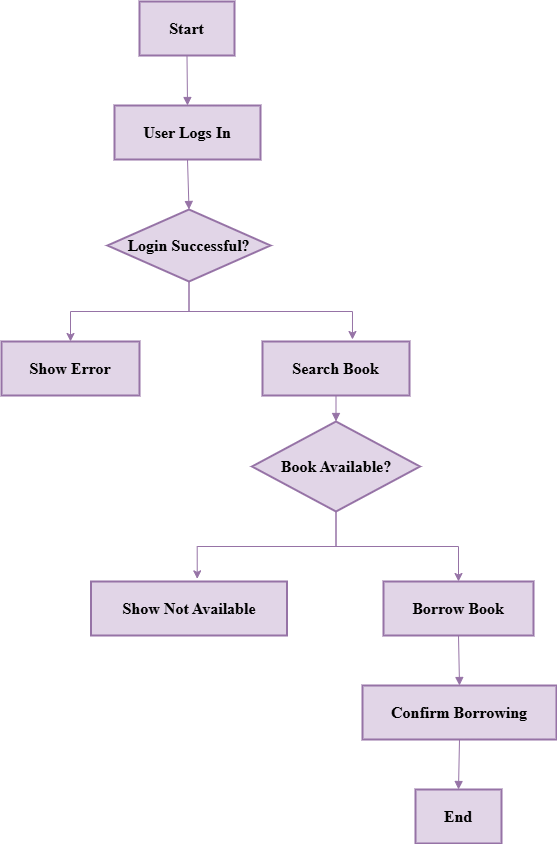 Start
User Logs In
Login Successful?
Show Error
Search Book
Book Available?
Show Not Available
Borrow Book
Confirm Borrowing
End